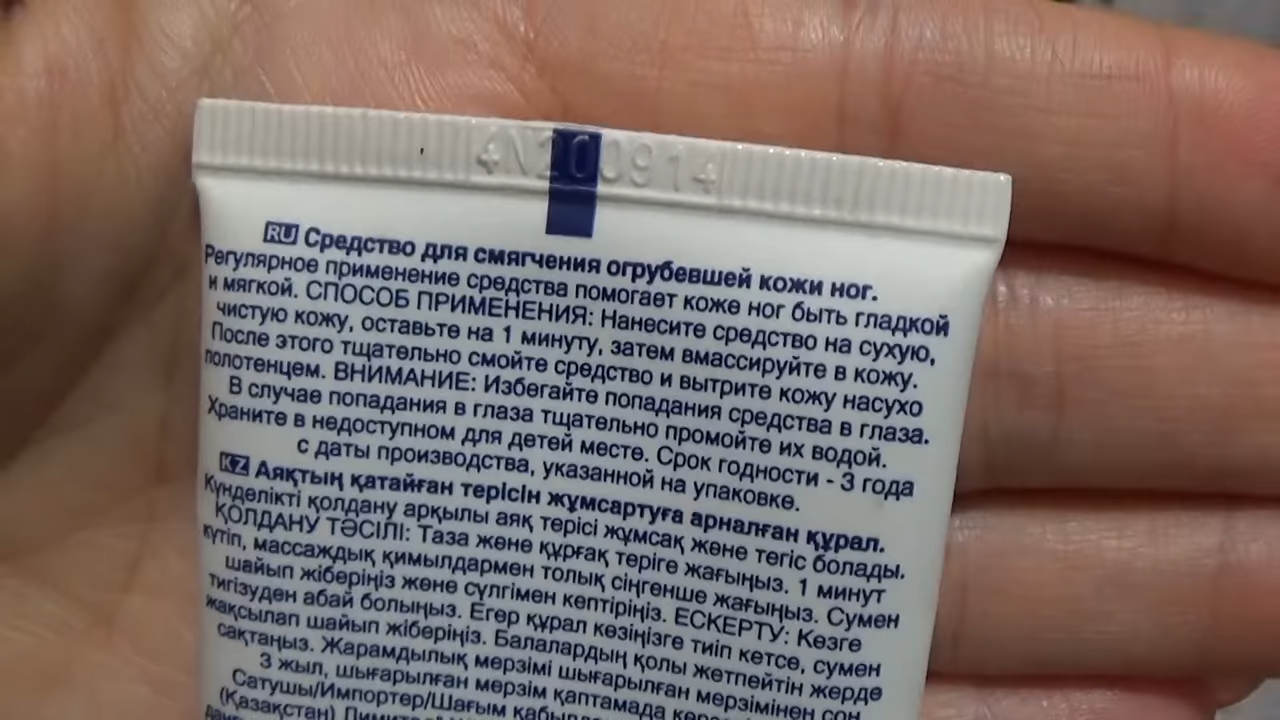 4N200914
RU Средство для смягчения огрубевшей кожи ног.
Регулярное применение средства помогает коже ног быть гладкой
и мягкой. СПОСОБ ПРИМЕНЕНИЯ: Нанесите средство на сухую,
чистую кожу, оставьте на 1 минуту, затем вмассируйте в кожу.
После этого тщательно смойте средство и вытрите кожу насухо
полотенцем. ВНИМАНИЕ: Избегайте попадания средства в глаза.
В случае попадания в глаза тщательно промойте их водой.
Храните в недоступном для детей месте. Срок годности - 3 года
с даты производства, указанной на упаковке.
KZ Аяқтың қатайған терісін жұмсартуға арналған құрал.
Күнделікті қолдану арқылы аяқ терісі жұмсақ және тегіс болады.
ҚОЛДАНУ ТӘСІЛІ: Таза және құрғақ теріге жағыңыз. 1 минут
күтіп, массаждық қимылдармен толық сіңгенше жағыңыз. Сумен
шайып жіберіңіз және сүлгімен кептіріңіз. ЕСКЕРТУ: Көзге
тигізуден абай болыңыз. Егер құрал көзіңізге тиіп кетсе, сумен
жақсылап шайып жіберіңіз. Балалардың қолы жетпейтін жерде
сақтаңыз. Жарамдылық мерзімі шығарылған мерзімінен соң
3 жыл, шығарылған мерзім қаптамада
Сатушы/Импортер/Шағым
(Қазақстан)